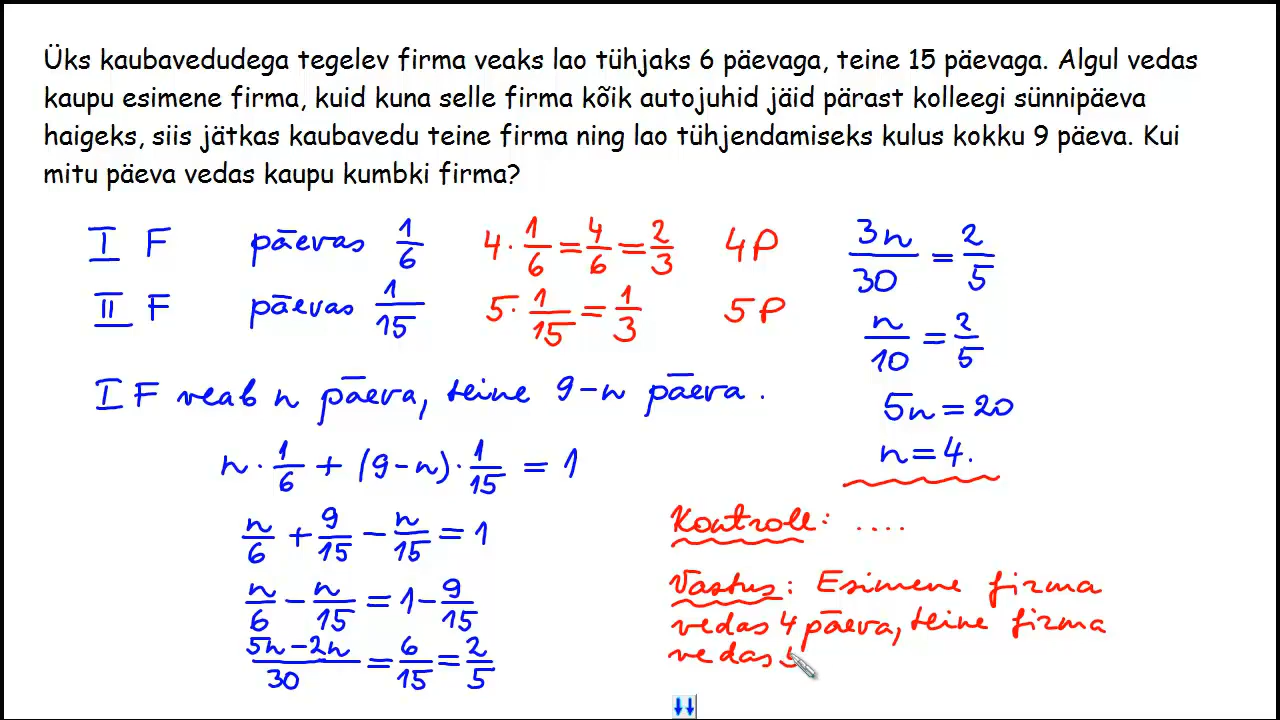 Üks kaubavedudega tegelev firma veaks lao tühjaks 6 päevaga, teine 15 päevaga. Algul vedas
kaupu esimene firma, kuid kuna selle firma kõik autojuhid jäid pärast kolleegi sünnipäeva
haigeks, siis jätkas kaubavedu teine firma ning lao tühjendamiseks kulus kokku 9 päeva. Kui
mitu päeva vedas kaupu kumbki firma?
I F päevas 1/6 4 · 1/6 = 4/6 = 2/3 4P
II F päevas 1/15 5 · 1/15 = 1/3 5P
I F veab n päeva, teine 9-n päeva.
n · 1/6 + (9-n) · 1/15 = 1
n/6 + 9/15 - n/15 = 1
n/6 - n/15 = 1 - 9/15
5n-2n/30 = 6/15 = 2/5
3n/30 = 2/5
n/10 = 2/5
5n = 20
n = 4.
Kontroll: ....
Vastus: Esimene firma
vedas 4 päeva, teine firma
vedas 5